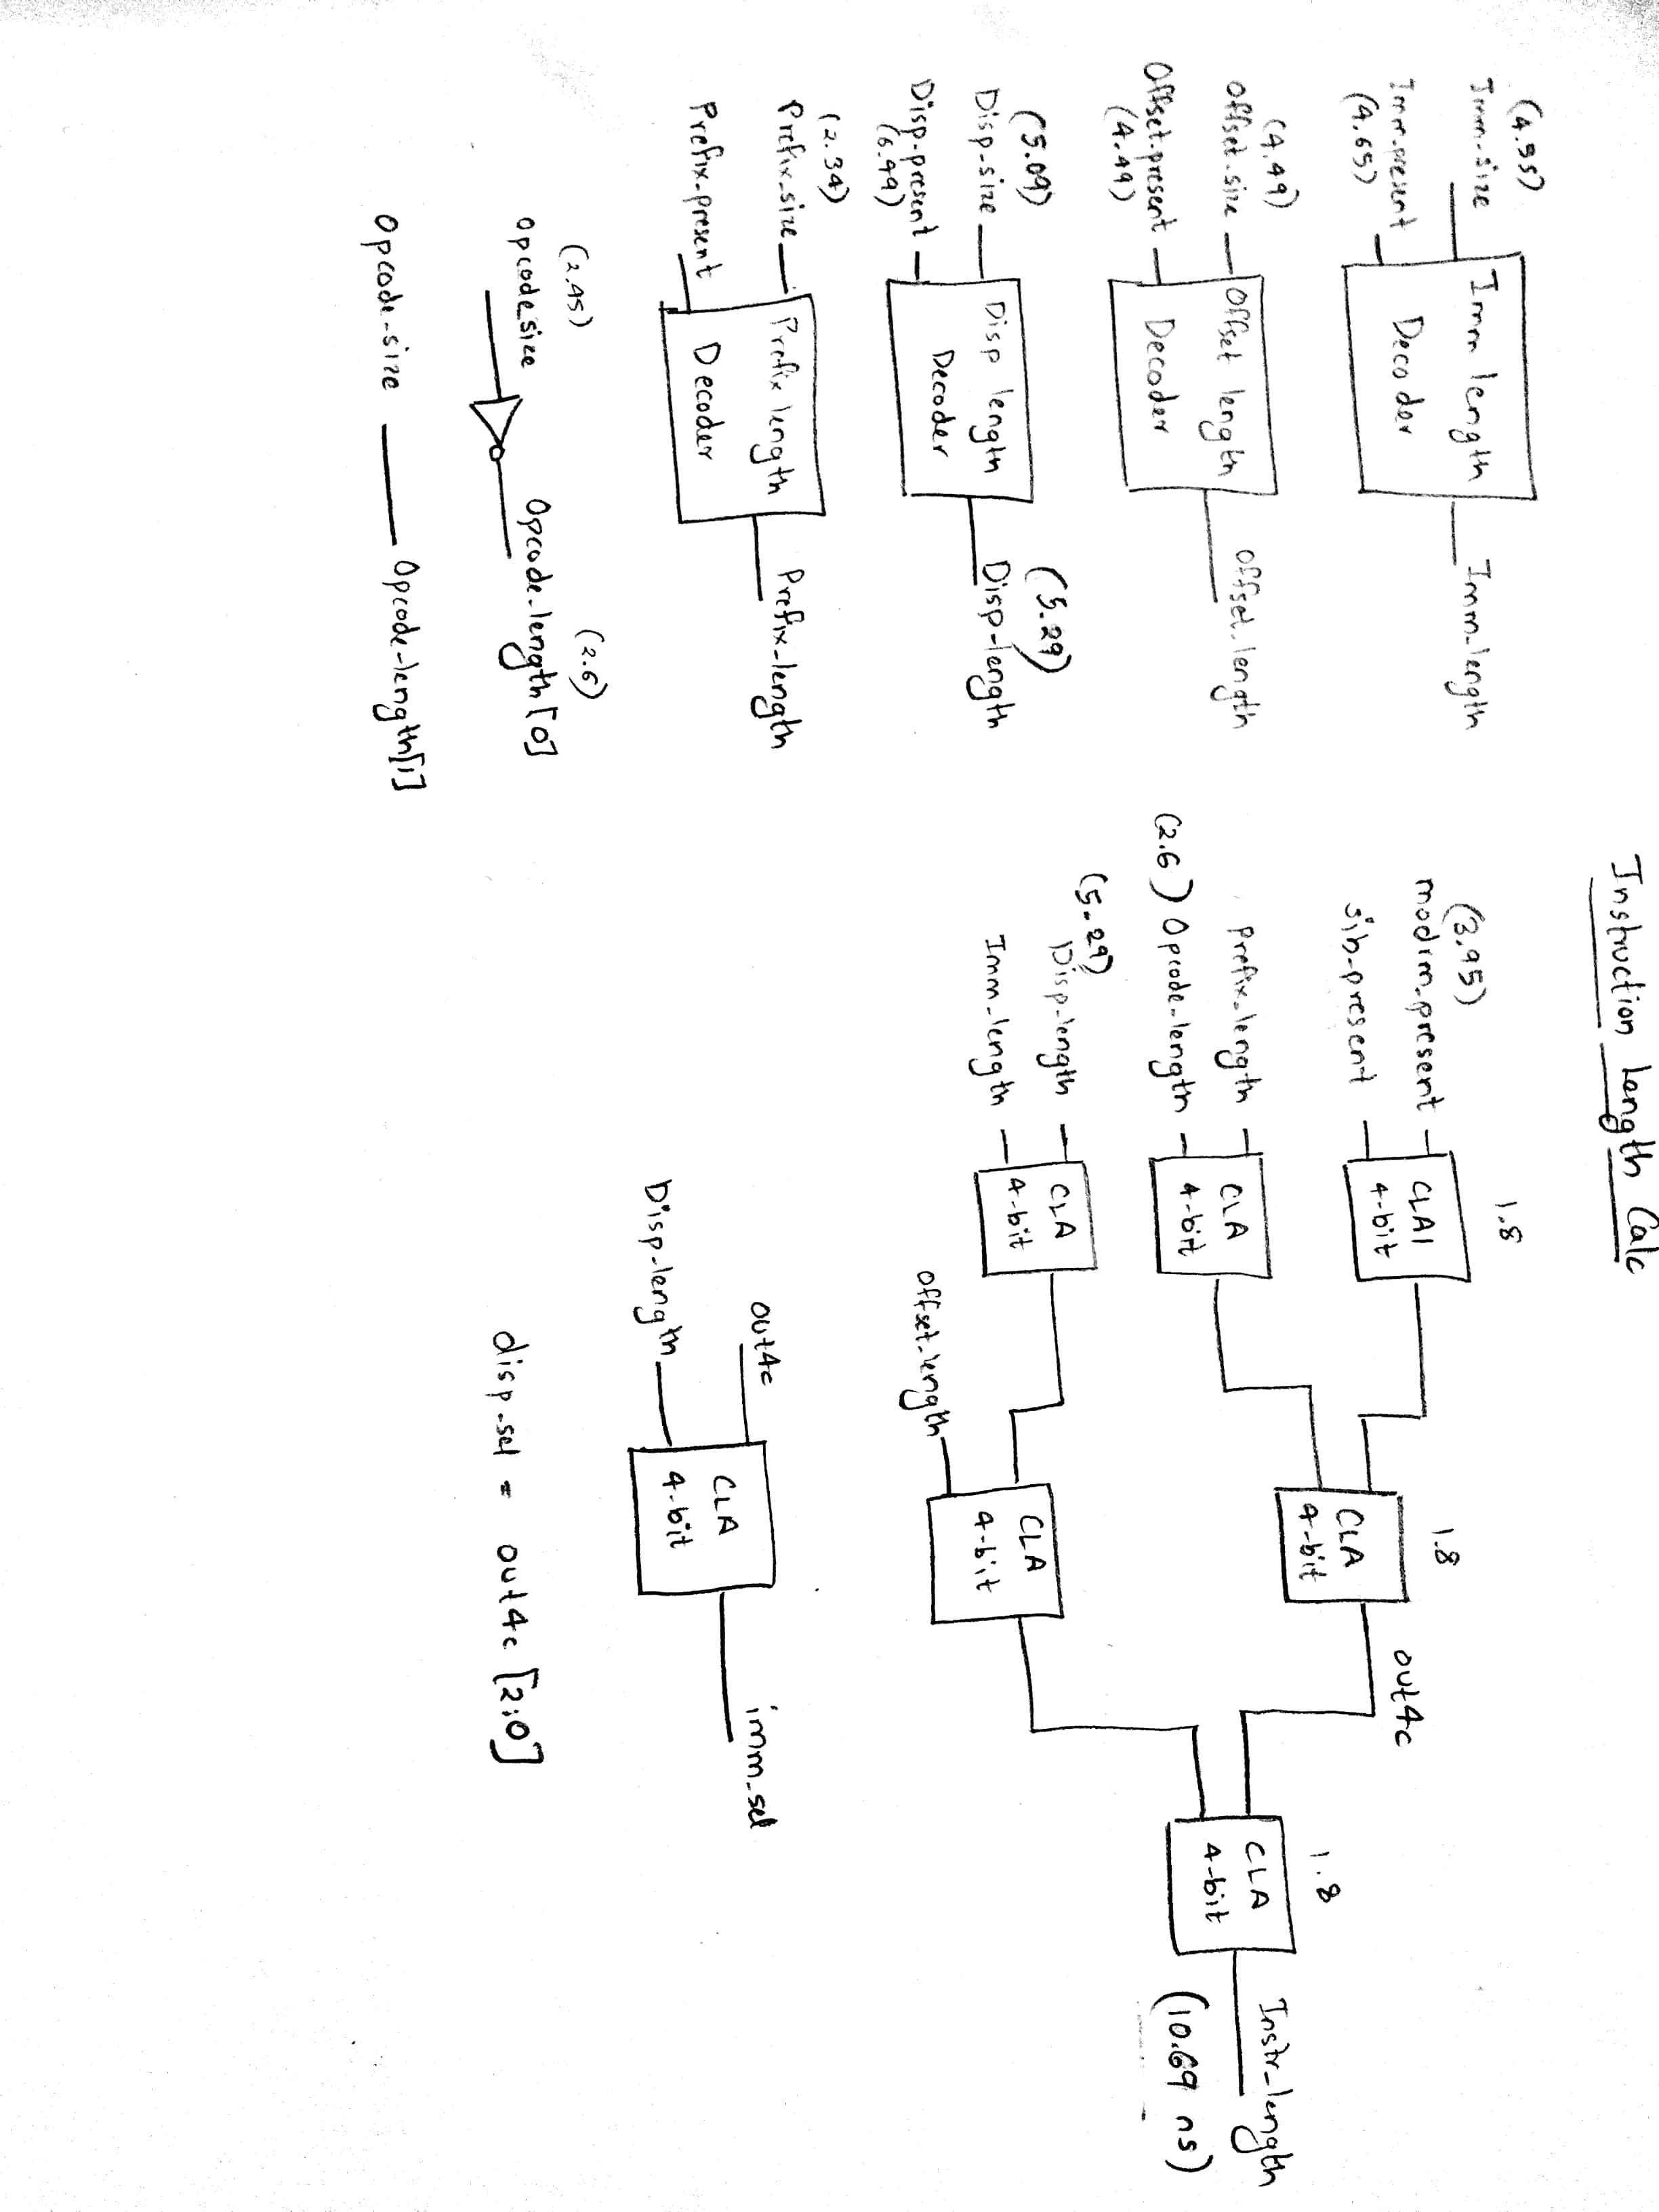 Instruction Length Calc
(4.55)
Imm-size
Imm-present
(4.65)
Imm length
Decoder
Imm-length
(4.49)
offset-size
Offset-present
(4.49)
Offset length
Decoder
offset-length
(5.09)
Disp-size
Disp-present
Disp length
Decoder
(5.29)
Disp-length
(2.34)
Prefix-size
Prefix-present
Prefix length
Decoder
Prefix-length
(2.45)
opcode size
(2.6)
Opcode-length[0]
Opcode-size
Opcode-length[1]
(3.95)
modrm-present
sib-present
1.8
CLA1
4-bit
Prefix-length
(2.6) Opcode-length
CLA
4-bit
(5.29)
Disp-length
Imm-length
CLA
4-bit
1.8
CLA
4-bit
out4c
offset-length
CLA
4-bit
1.8
CLA
4-bit
Instr-length
(10.69 ns)
out4c
Disp-length
CLA
4-bit
imm-sel
disp-sel = out4c [2:0]